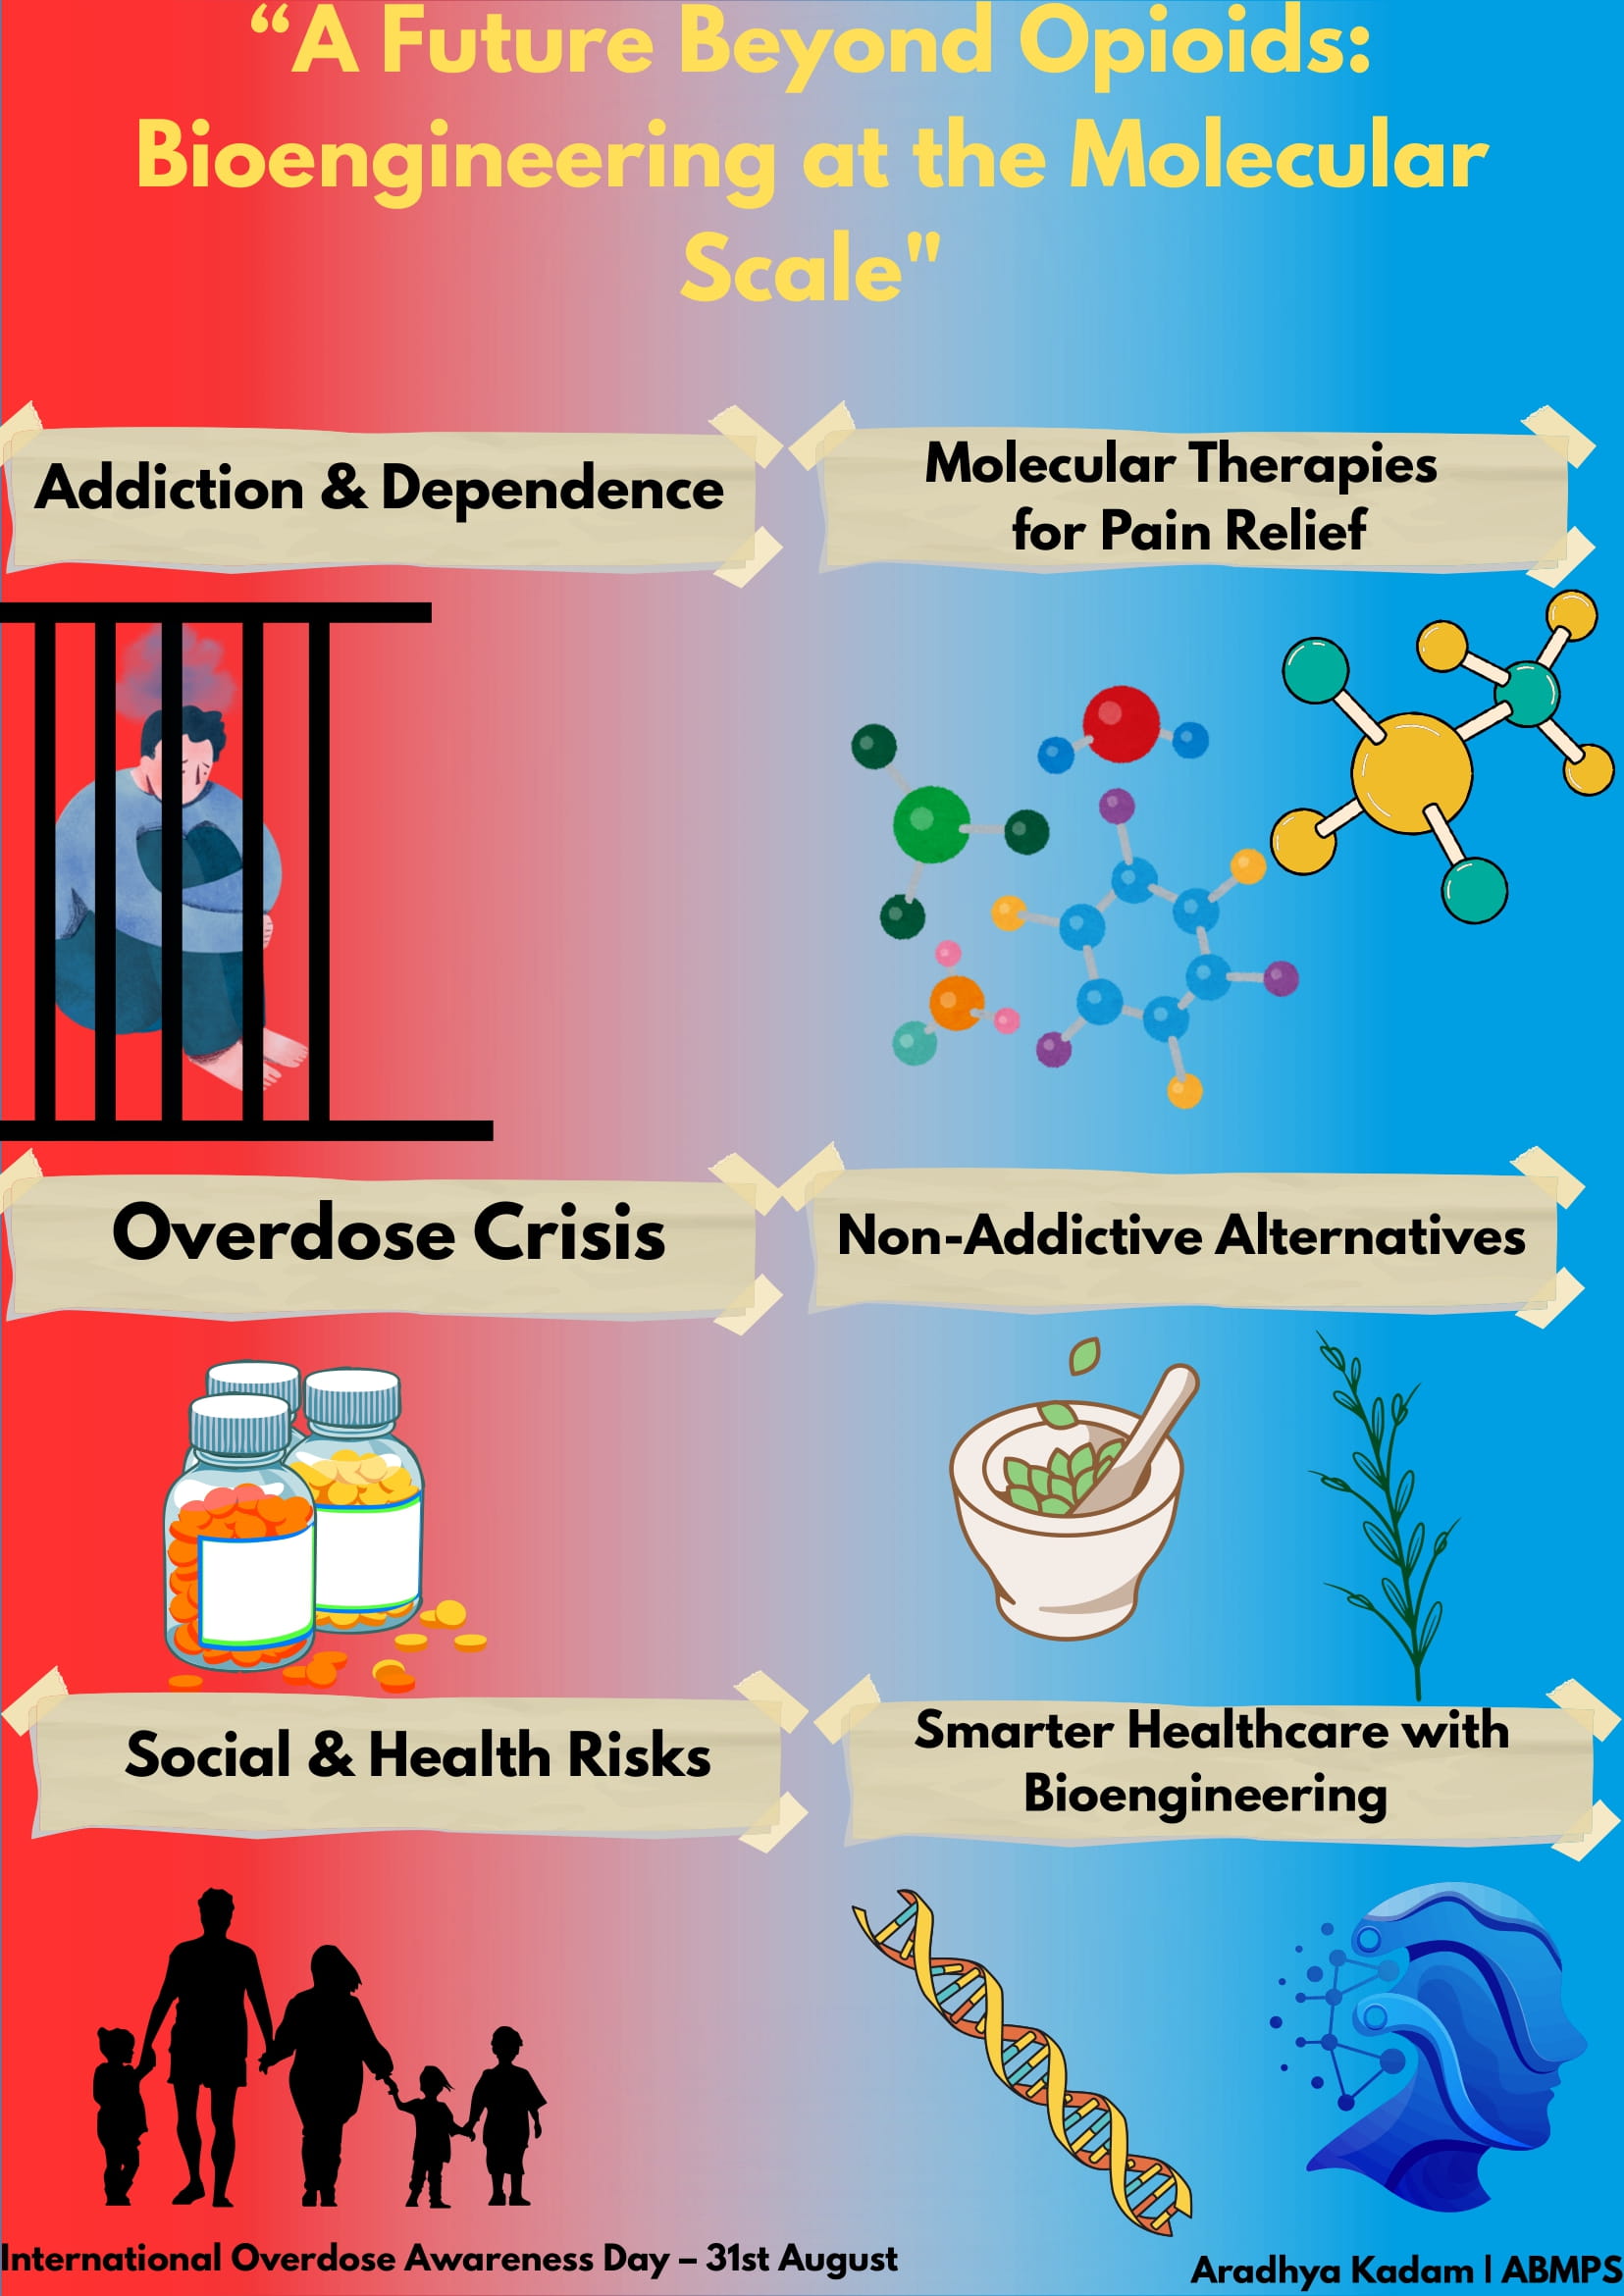 “A Future Beyond Opioids:
Bioengineering at the Molecular
Scale"
Addiction & Dependence
Molecular Therapies
for Pain Relief
Overdose Crisis
Non-Addictive Alternatives
Social & Health Risks
Smarter Healthcare with
Bioengineering
International Overdose Awareness Day – 31st August
Aradhya Kadam | ABMPS